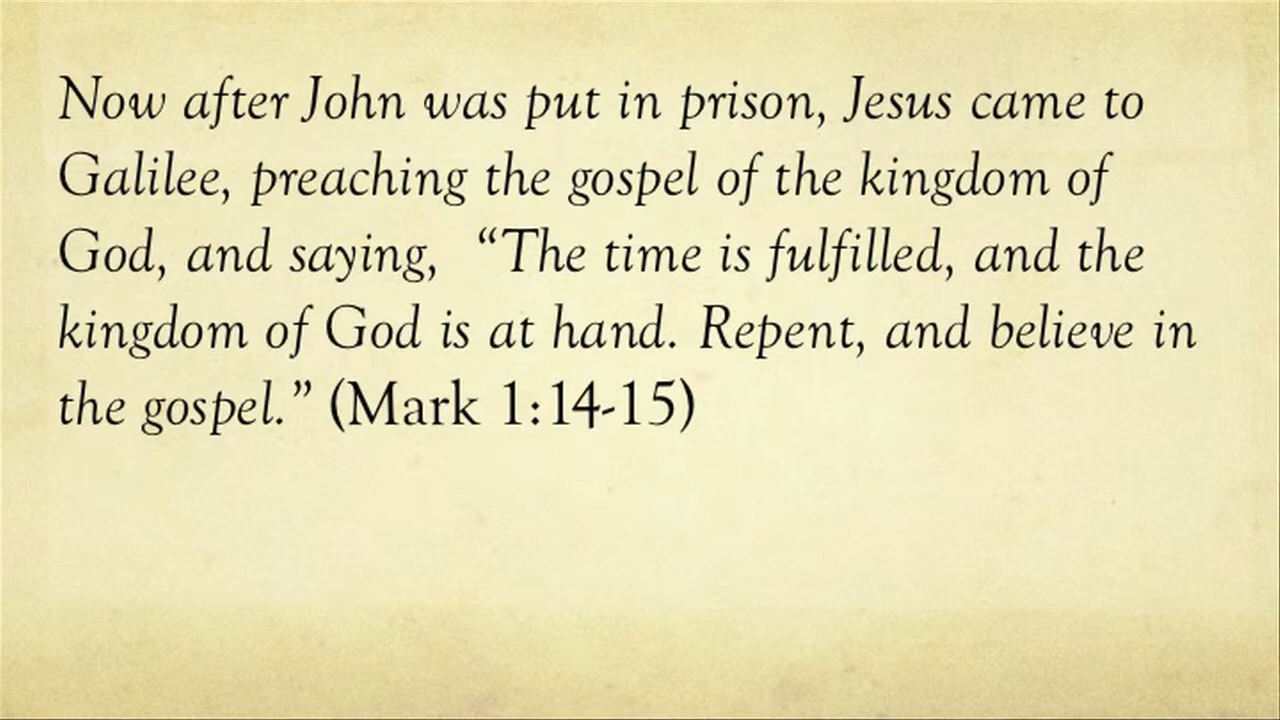 Now after John was put in prison, Jesus came to
Galilee, preaching the gospel of the kingdom of
God, and saying,  “The time is fulfilled, and the
kingdom of God is at hand. Repent, and believe in
the gospel.” (Mark 1:14-15)